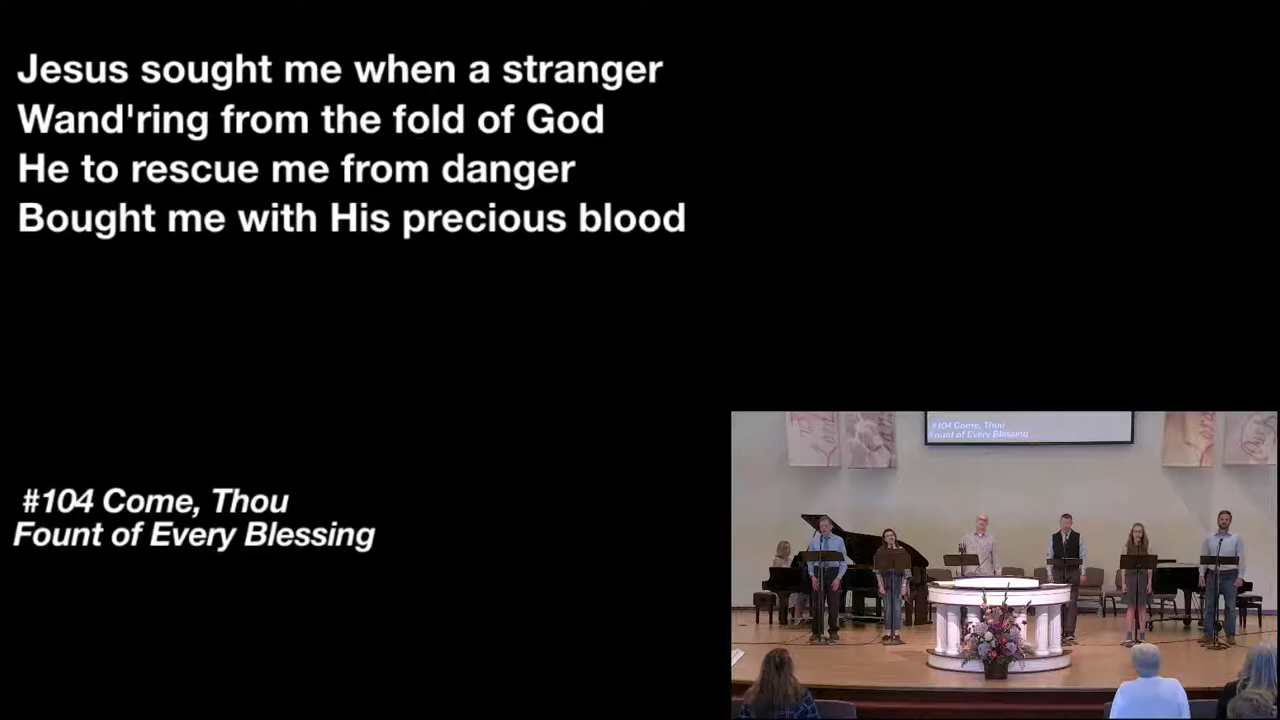 Jesus sought me when a stranger
Wand'ring from the fold of God
He to rescue me from danger
Bought me with His precious blood
#104 Come, Thou
Fount of Every Blessing
#104 Come, Thou
Fount of Every Blessing